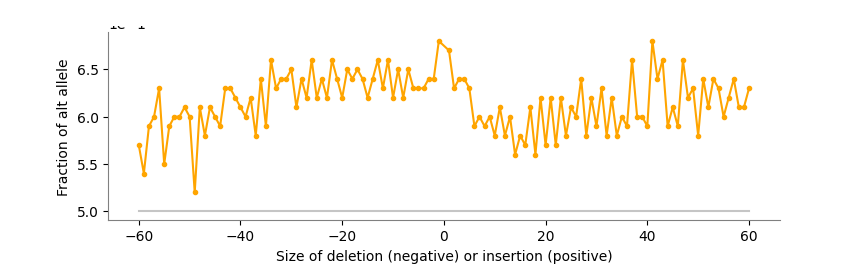 Fraction of alt allele
6.5
6.0
5.5
5.0
−60 −40 −20 0 20 40 60
Size of deletion (negative) or insertion (positive)